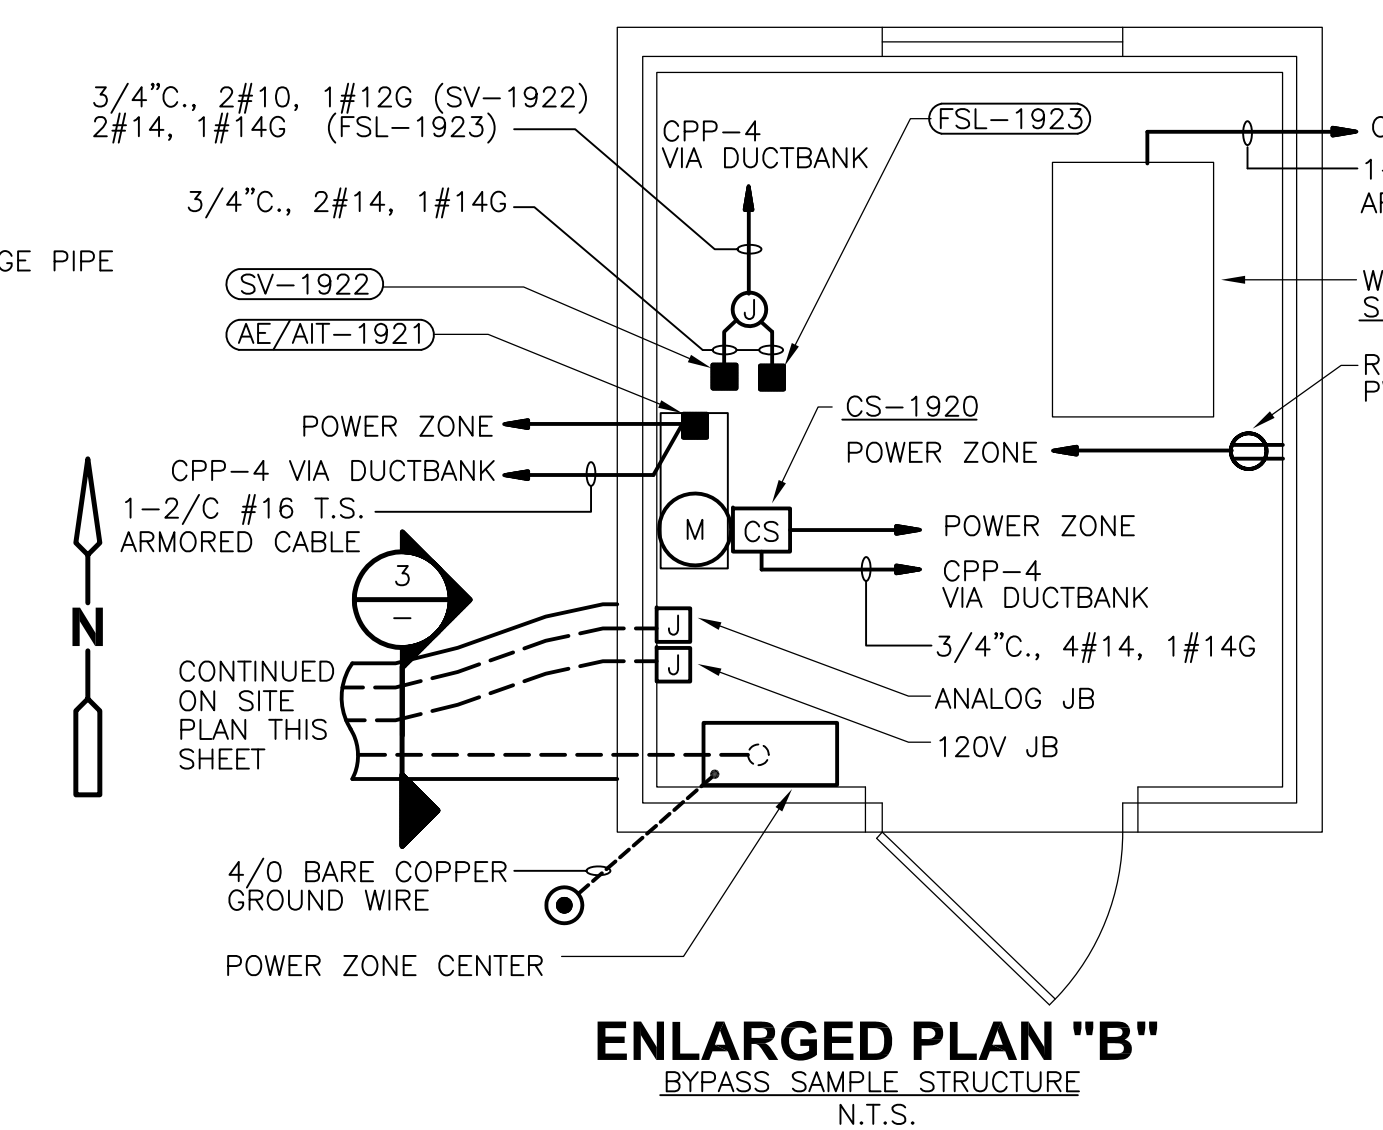 3/4"C., 2#10, 1#12G (SV-1922)
2#14, 1#14G (FSL-1923)
CPP-4
VIA DUCTBANK
FSL-1923
3/4"C., 2#14, 1#14G
GE PIPE
SV-1922
AE/AIT-1921
J
POWER ZONE
CPP-4 VIA DUCTBANK
1-2/C #16 T.S.
ARMORED CABLE
CS-1920
POWER ZONE
M
CS
POWER ZONE
CPP-4
VIA DUCTBANK
3/4"C., 4#14, 1#14G
3
-
N
J
J
ANALOG JB
120V JB
CONTINUED
ON SITE
PLAN THIS
SHEET
4/0 BARE COPPER
GROUND WIRE
POWER ZONE CENTER
ENLARGED PLAN "B"
BYPASS SAMPLE STRUCTURE
N.T.S.